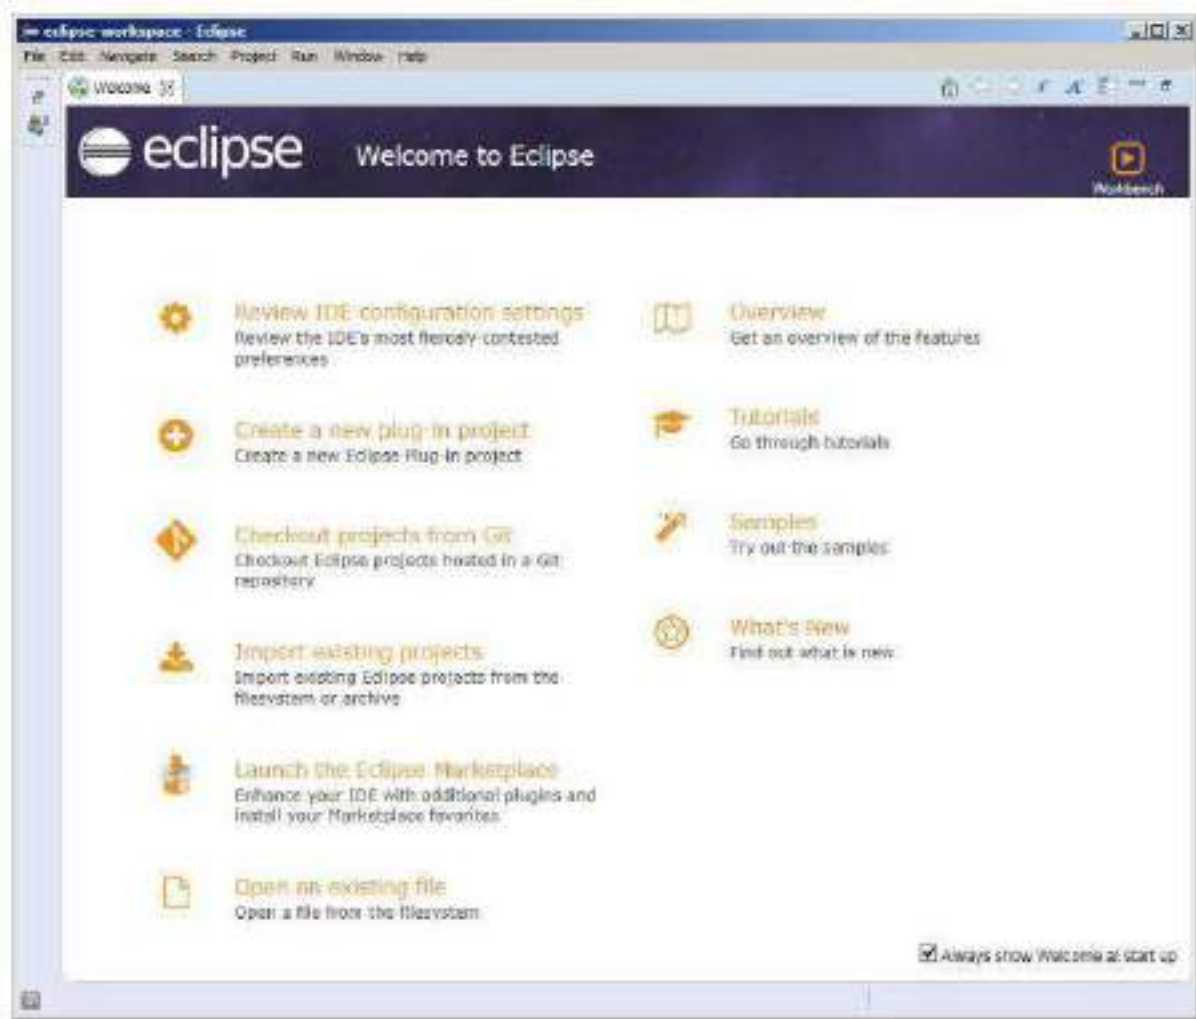 eclipse-workspace - Eclipse
File Edit Navigate Search Project Run Window Help
Welcome
eclipse
Welcome to Eclipse
Workbench
Review IDE configuration settings
Review the IDE's most fiercely contested
preferences
Create a new plug-in project
Create a new Eclipse Plug-in project
Checkout projects from Git
Checkout Eclipse projects hosted in a Git
repository
Import existing projects
Import existing Eclipse projects from the
filesystem or archive
Launch the Eclipse Marketplace
Enhance your IDE with additional plugins and
install your Marketplace favorites
Open an existing file
Open a file from the filesystem
Overview
Get an overview of the features
Tutorials
Go through tutorials
Samples
Try out the samples
What's New
Find out what is new
Always show Welcome at start up